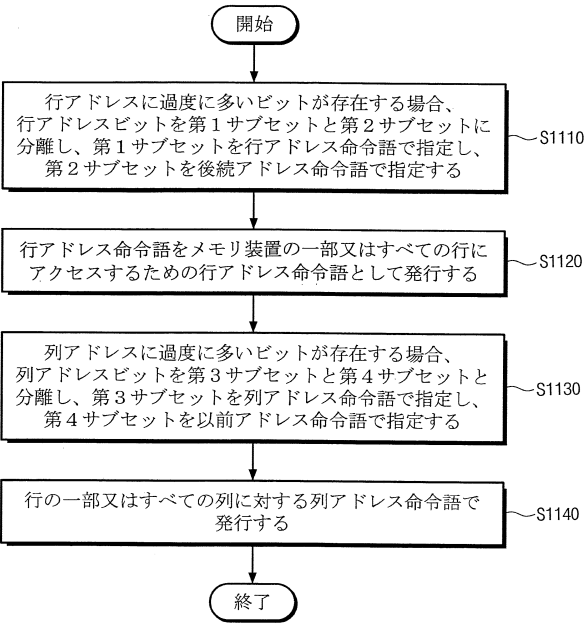 開始
行アドレスに過度に多いビットが存在する場合、
行アドレスビットを第1サブセットと第2サブセットに
分離し、第1サブセットを行アドレス命令語で指定し、
第2サブセットを後続アドレス命令語で指定する
S1110
行アドレス命令語をメモリ装置の一部又はすべての行に
アクセスするための行アドレス命令語として発行する
S1120
列アドレスに過度に多いビットが存在する場合、
列アドレスビットを第3サブセットと第4サブセットと
分離し、第3サブセットを列アドレス命令語で指定し、
第4サブセットを以前アドレス命令語で指定する
S1130
行の一部又はすべての列に対する列アドレス命令語で
発行する
S1140
終了